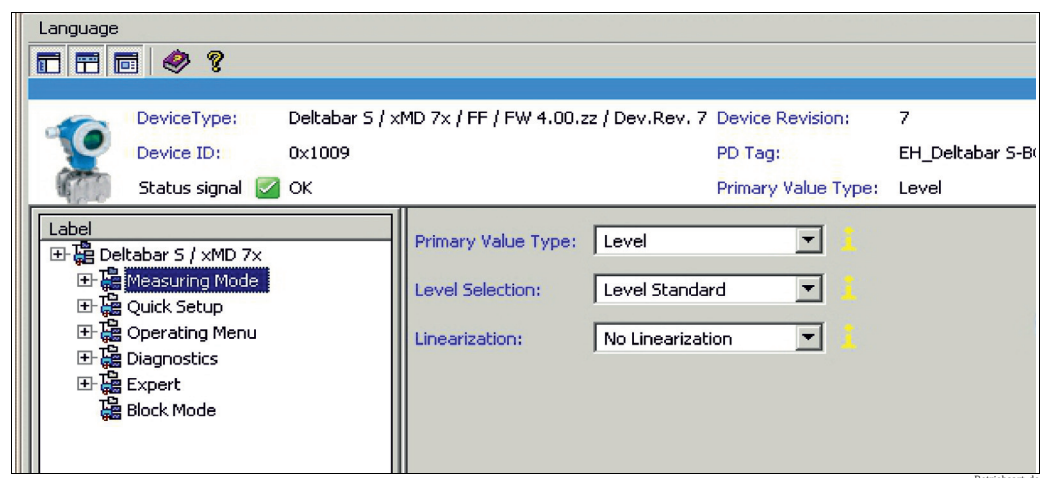 Language
DeviceType: Deltabar S / xMD 7x / FF / FW 4.00.zz / Dev.Rev. 7 Device Revision: 7
Device ID: 0x1009 PD Tag: EH_Deltabar S-B
Status signal OK Primary Value Type: Level
Label
Deltabar S / xMD 7x
Measuring Mode
Quick Setup
Operating Menu
Diagnostics
Expert
Block Mode
Primary Value Type: Level
Level Selection: Level Standard
Linearization: No Linearization